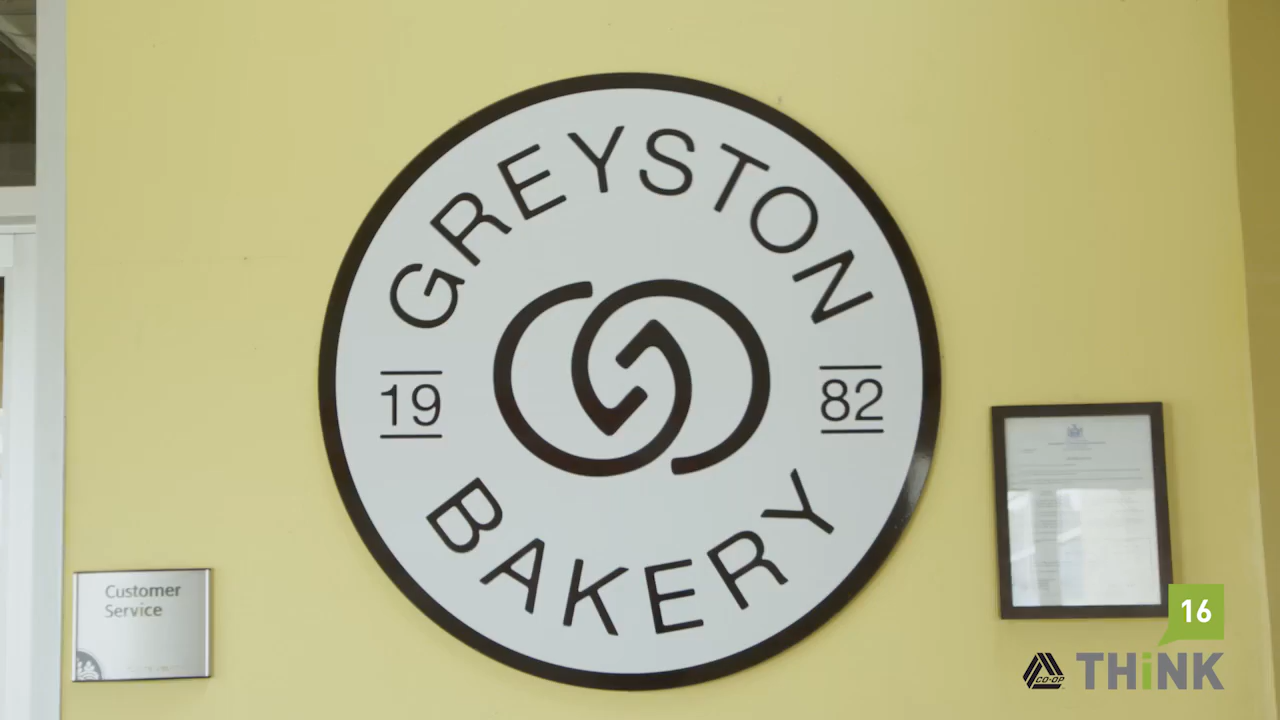 GREYSTON
19
82
BAKERY
Customer
Service
16
CO-OP
THiNK